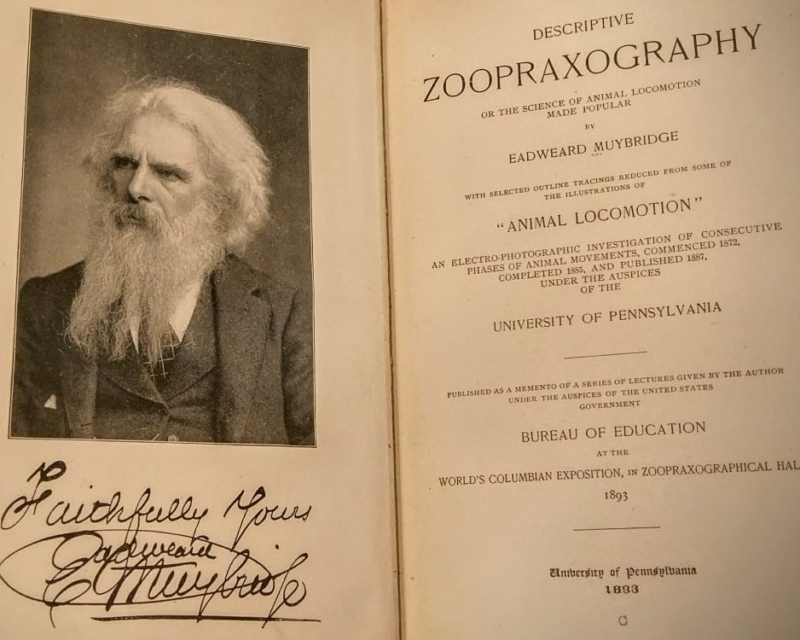 Faithfully Yours
Eadweard
Muybridge
DESCRIPTIVE
ZOOPRAXOGRAPHY
OR THE SCIENCE OF ANIMAL LOCOMOTION
MADE POPULAR
BY
EADWEARD MUYBRIDGE
WITH SELECTED OUTLINE TRACINGS REDUCED FROM SOME OF
THE ILLUSTRATIONS OF
"ANIMAL LOCOMOTION"
AN ELECTRO-PHOTOGRAPHIC INVESTIGATION OF CONSECUTIVE
PHASES OF ANIMAL MOVEMENTS, COMMENCED 1872,
COMPLETED 1885, AND PUBLISHED 1887,
UNDER THE AUSPICES
OF THE
UNIVERSITY OF PENNSYLVANIA
PUBLISHED AS A MEMENTO OF A SERIES OF LECTURES GIVEN BY THE AUTHOR
UNDER THE AUSPICES OF THE UNITED STATES
GOVERNMENT
BUREAU OF EDUCATION
AT THE
WORLD'S COLUMBIAN EXPOSITION, IN ZOOPRAXOGRAPHICAL HAL
1893
University of Pennsylvania
1893
C